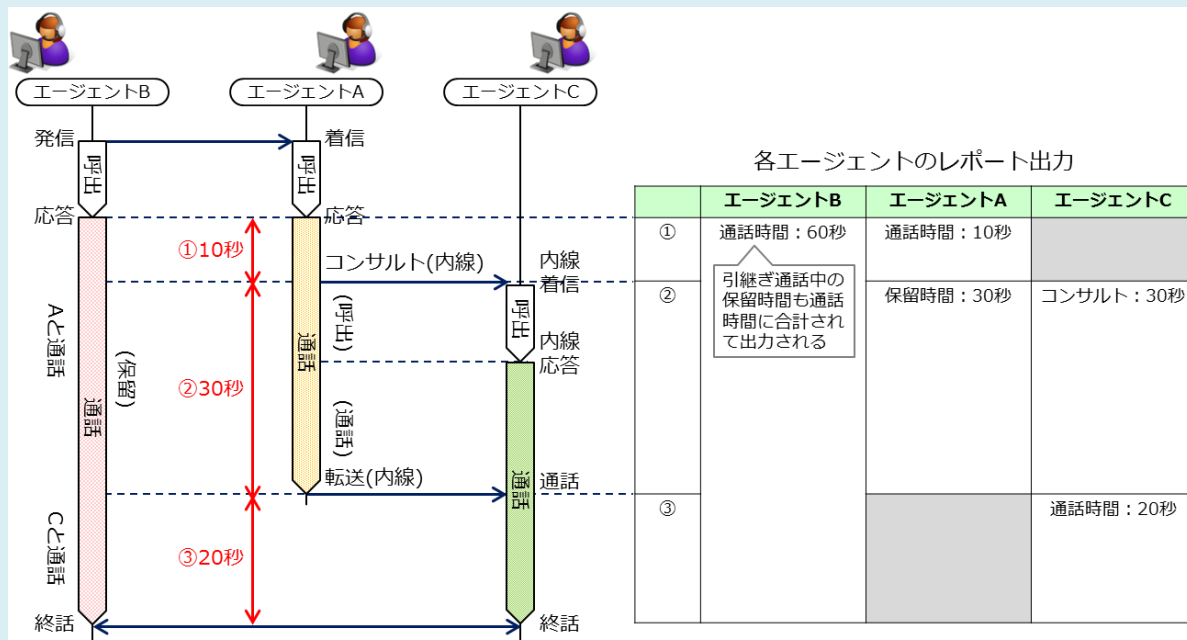 エージェントB
エージェントA
エージェントC
発信
着信
呼出
呼出
応答
応答
①10秒
コンサルト(内線)
内線
着信
呼出
(呼出)
内線
応答
Aと通話
(保留)
通話
通話
②30秒
(通話)
転送(内線)
通話
通話
Cと通話
③20秒
終話
終話
各エージェントのレポート出力
エージェントB エージェントA エージェントC
① 通話時間：60秒 通話時間：10秒
引継ぎ通話中の
保留時間も通話
時間に合計され
て出力される
② 保留時間：30秒 コンサルト：30秒
③ 通話時間：20秒